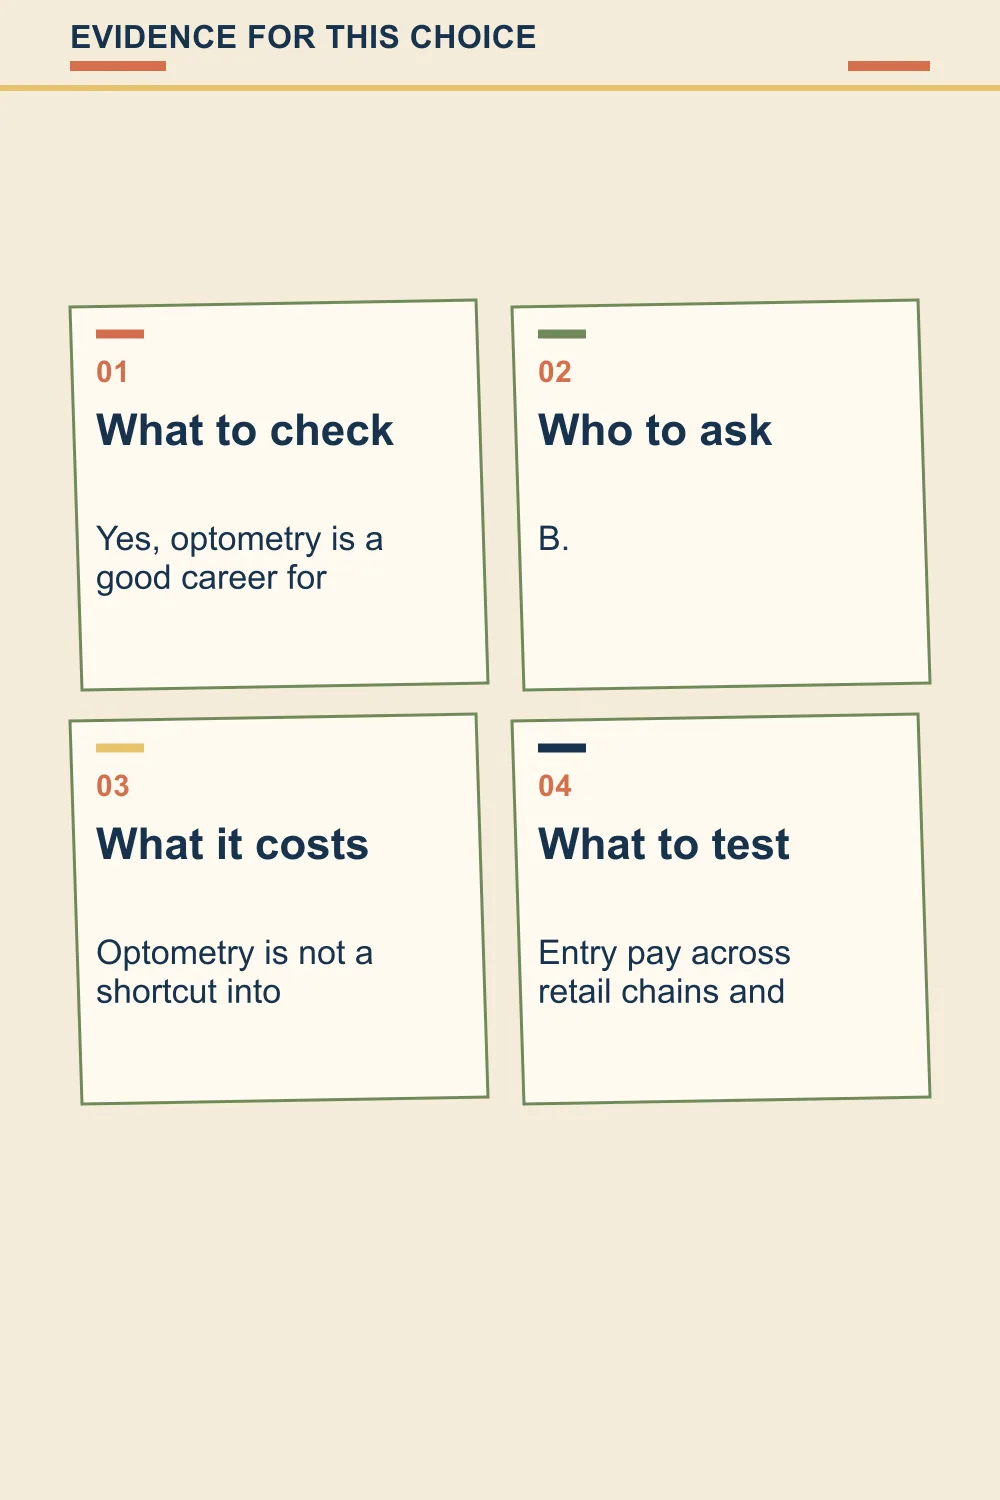 EVIDENCE FOR THIS CHOICE
01
What to check
Yes, optometry is a
good career for
02
Who to ask
B.
03
What it costs
Optometry is not a
shortcut into
04
What to test
Entry pay across
retail chains and